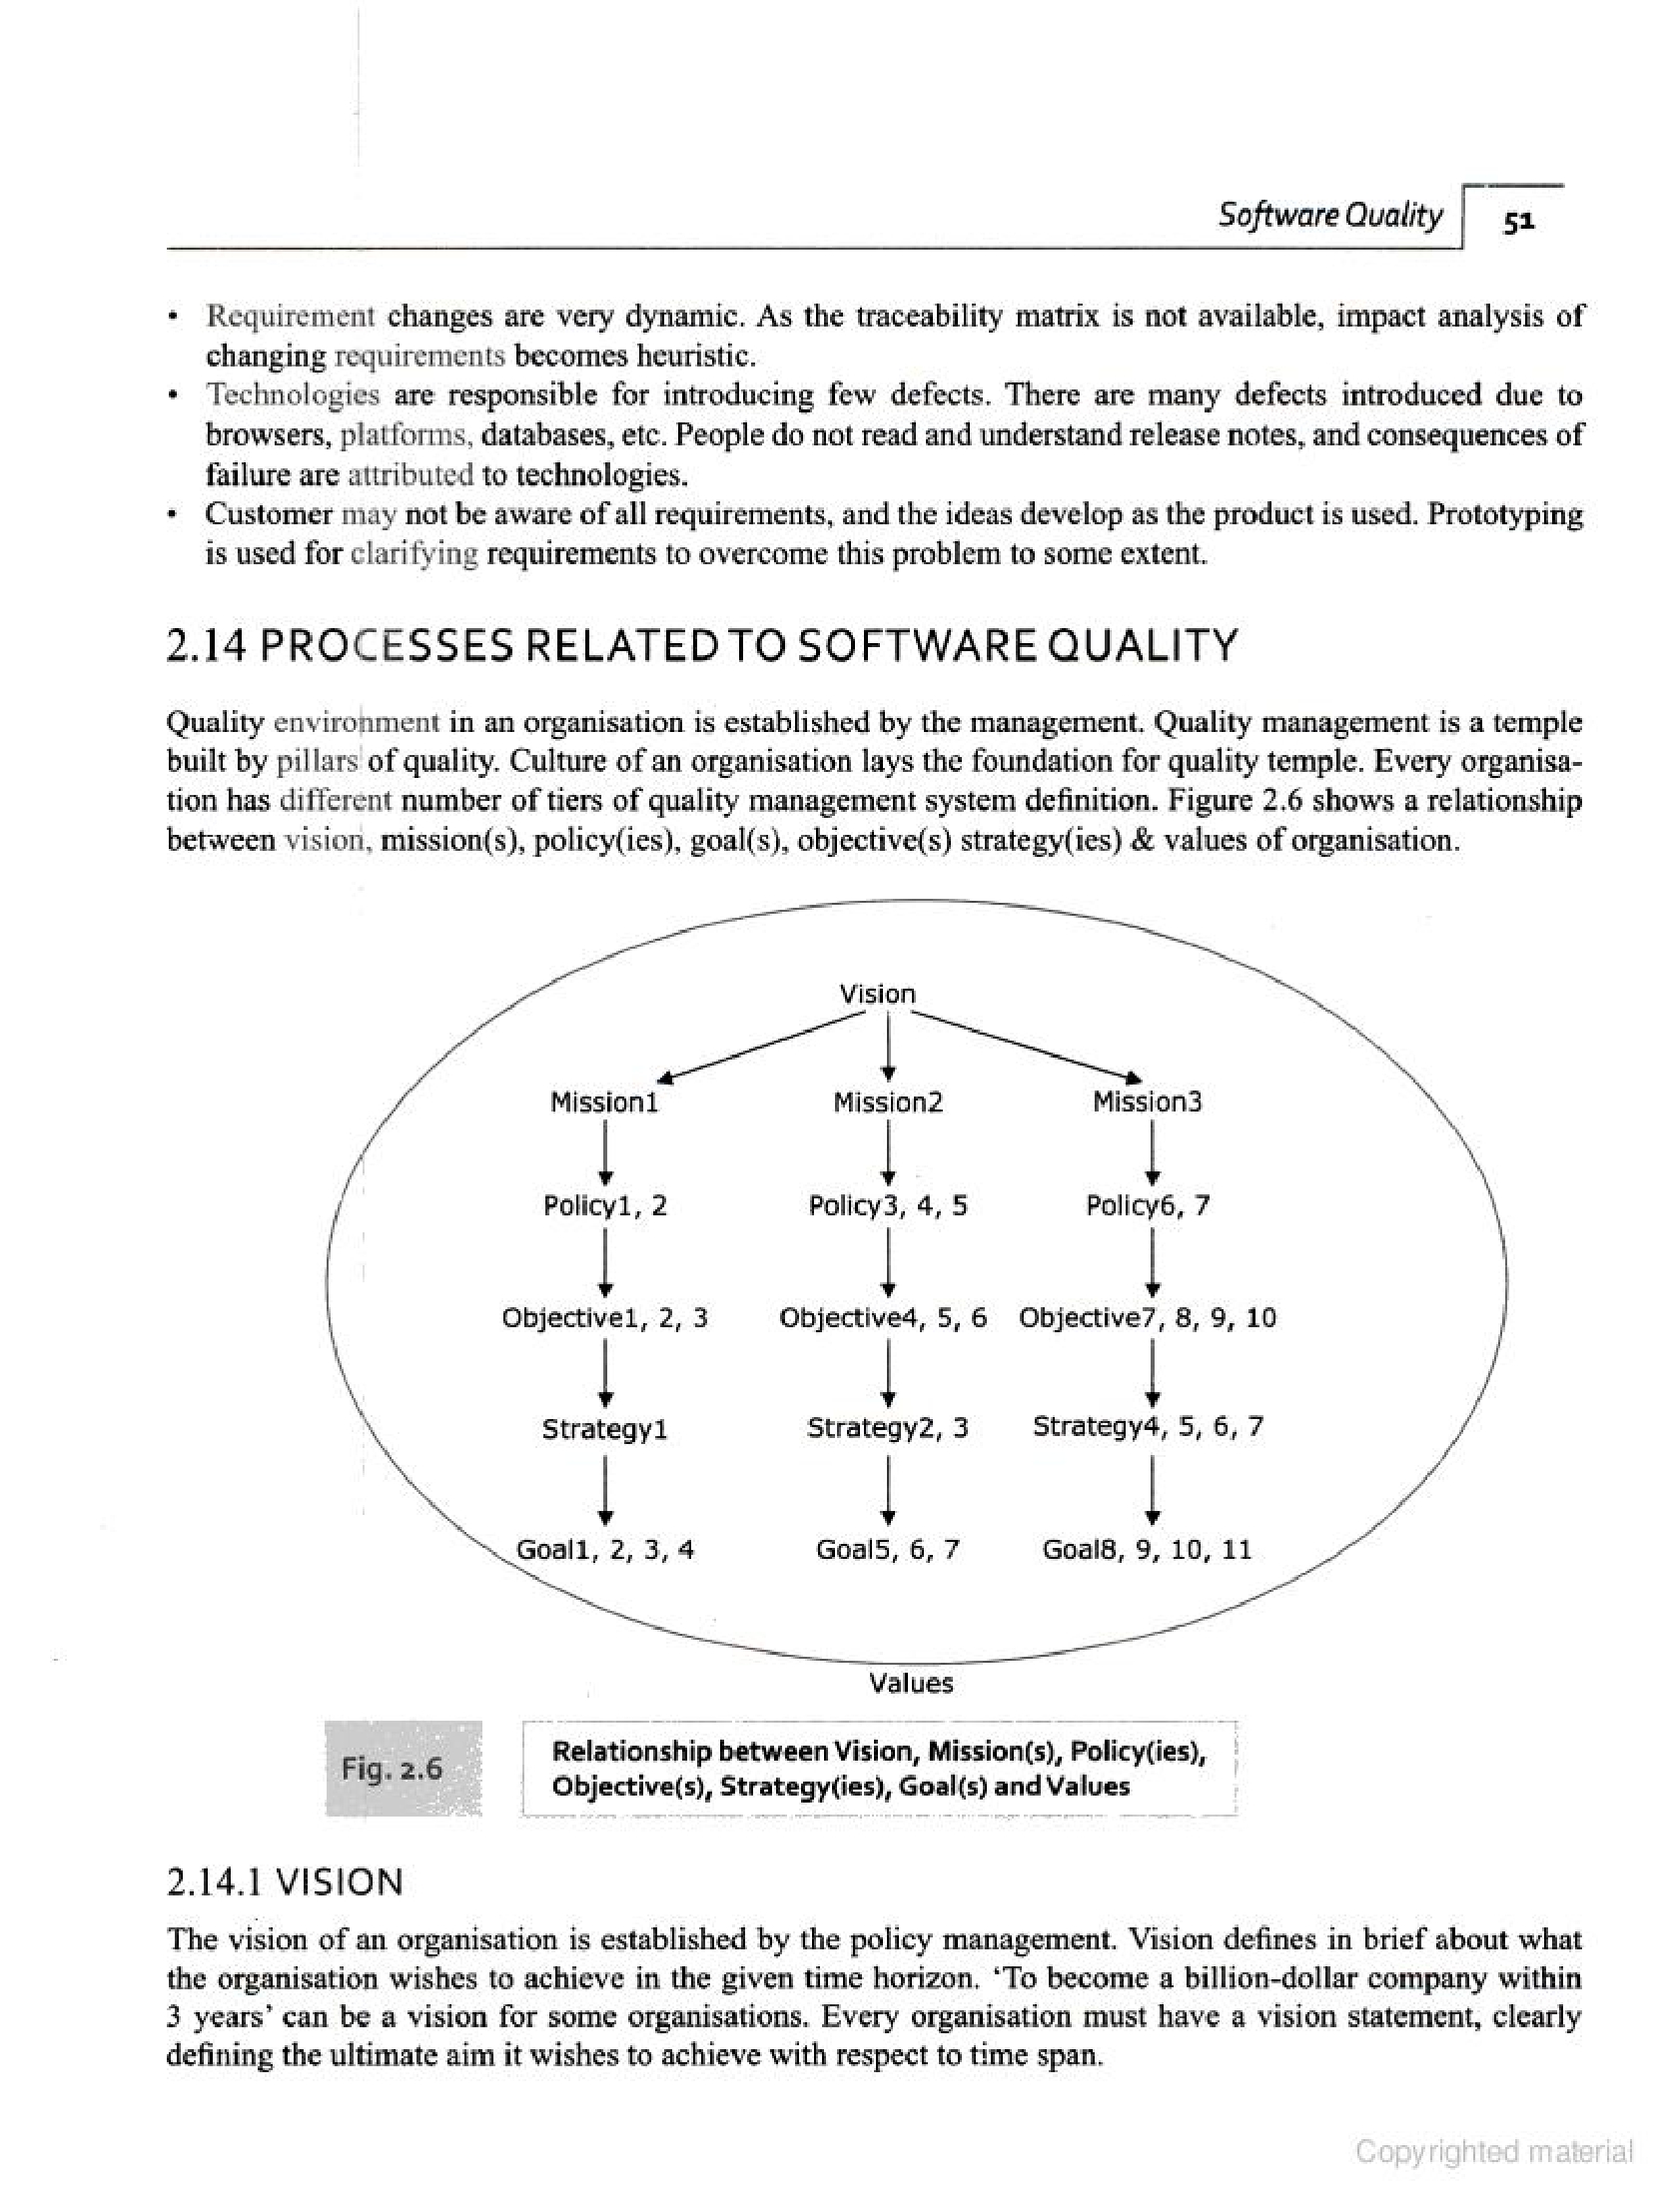 Software Quality 51
• Requirement changes are very dynamic. As the traceability matrix is not available, impact analysis of
changing requirements becomes heuristic.
• Technologies are responsible for introducing few defects. There are many defects introduced due to
browsers, platforms, databases, etc. People do not read and understand release notes, and consequences of
failure are attributed to technologies.
• Customer may not be aware of all requirements, and the ideas develop as the product is used. Prototyping
is used for clarifying requirements to overcome this problem to some extent.
2.14 PROCESSES RELATED TO SOFTWARE QUALITY
Quality environment in an organisation is established by the management. Quality management is a temple
built by pillars of quality. Culture of an organisation lays the foundation for quality temple. Every organisa-
tion has different number of tiers of quality management system definition. Figure 2.6 shows a relationship
between vision, mission(s), policy(ies), goal(s), objective(s) strategy(ies) & values of organisation.
Vision
Mission1 Mission2 Mission3
Policy1, 2 Policy3, 4, 5 Policy6, 7
Objective1, 2, 3 Objective4, 5, 6 Objective7, 8, 9, 10
Strategy1 Strategy2, 3 Strategy4, 5, 6, 7
Goal1, 2, 3, 4 Goal5, 6, 7 Goal8, 9, 10, 11
Values
Fig. 2.6 Relationship between Vision, Mission(s), Policy(ies),
Objective(s), Strategy(ies), Goal(s) and Values
2.14.1 VISION
The vision of an organisation is established by the policy management. Vision defines in brief about what
the organisation wishes to achieve in the given time horizon. ‘To become a billion-dollar company within
3 years’ can be a vision for some organisations. Every organisation must have a vision statement, clearly
defining the ultimate aim it wishes to achieve with respect to time span.
Copyrighted material